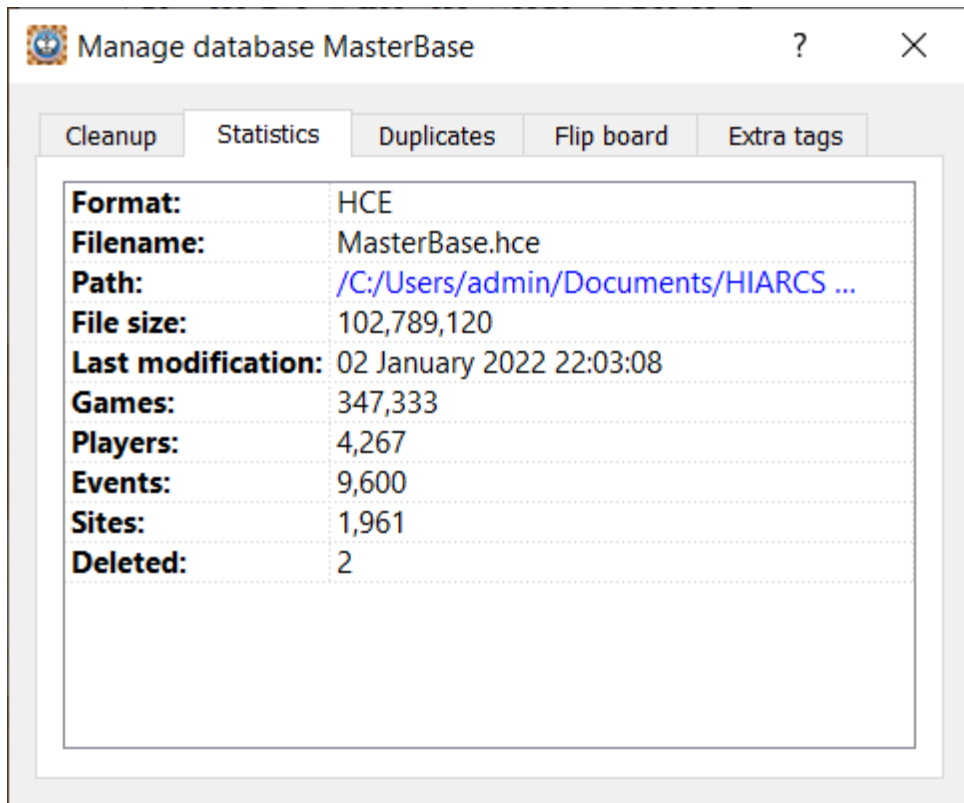 Manage database MasterBase ?
Cleanup Statistics Duplicates Flip board Extra tags
Format: HCE
Filename: MasterBase.hce
Path: /C:/Users/admin/Documents/HIARCS ...
File size: 102,789,120
Last modification: 02 January 2022 22:03:08
Games: 347,333
Players: 4,267
Events: 9,600
Sites: 1,961
Deleted: 2